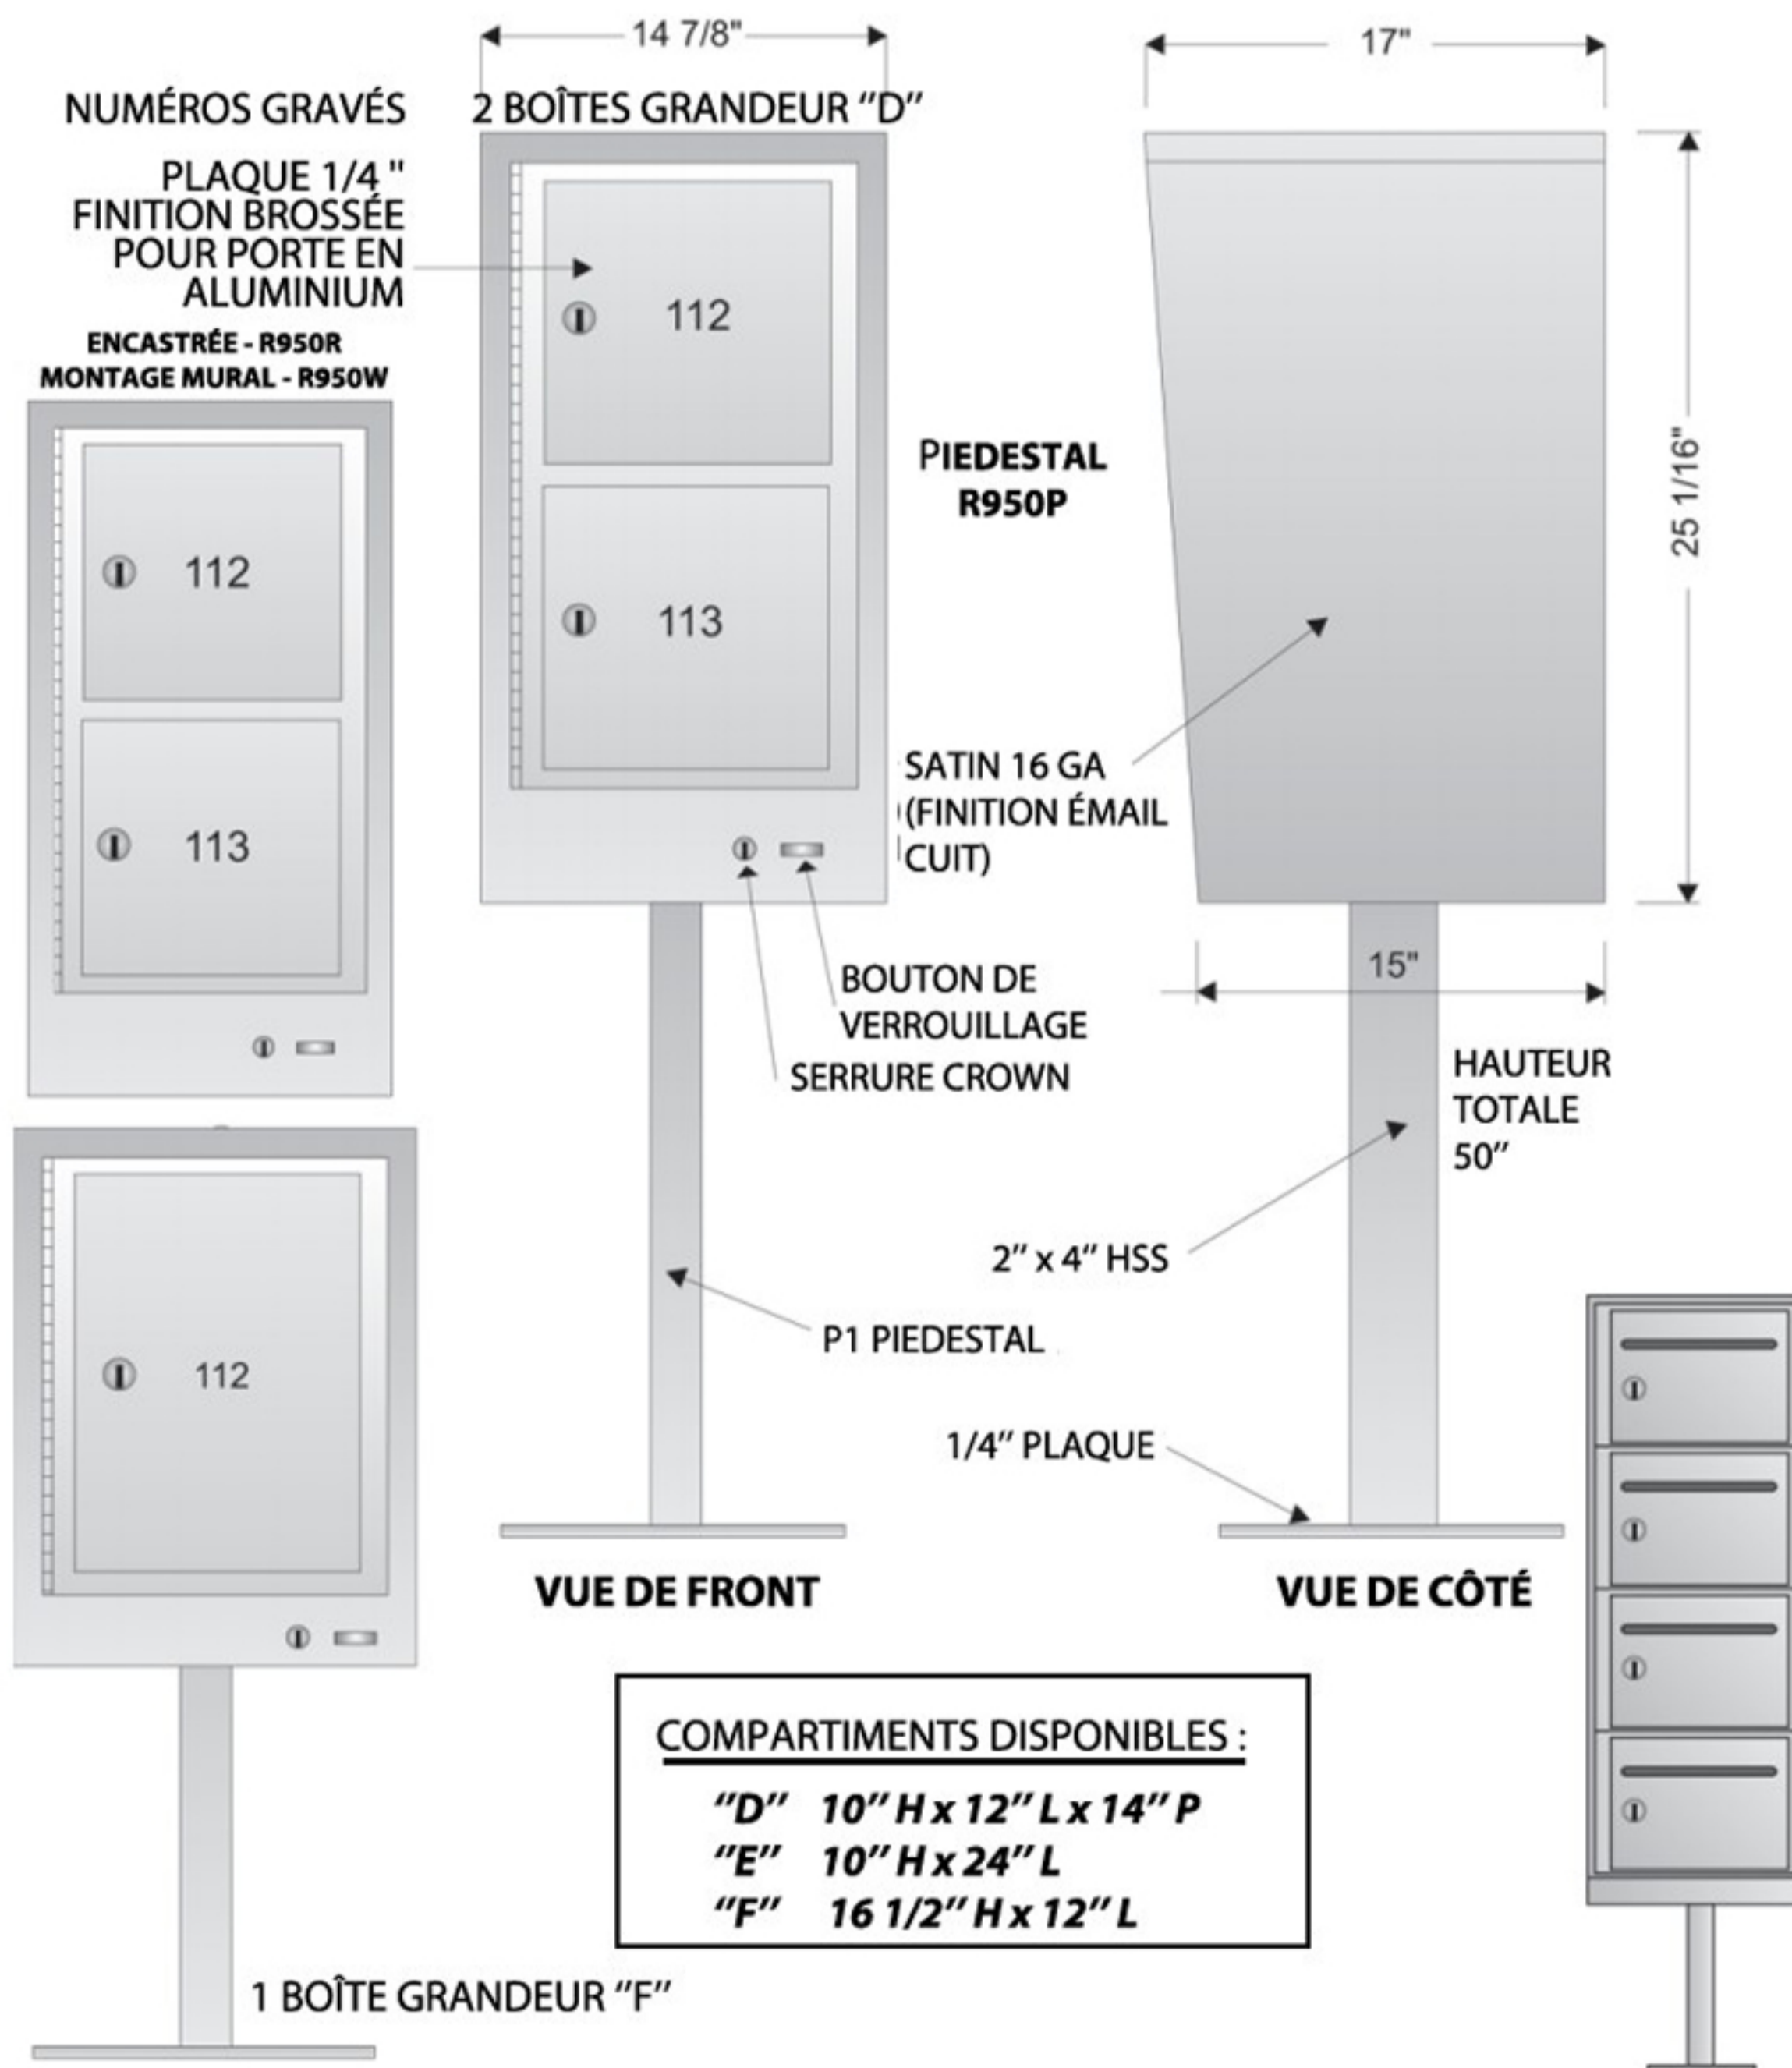 14 7/8"
17"
NUMÉROS GRAVÉS
2 BOÎTES GRANDEUR "D"
PLAQUE 1/4 "
FINITION BROSSÉE
POUR PORTE EN
ALUMINIUM
ENCASTRÉE - R950R
MONTAGE MURAL - R950W
112
113
112
113
PIEDESTAL
R950P
25 1/16"
SATIN 16 GA
(FINITION ÉMAIL
CUIT)
BOUTON DE
VERROUILLAGE
SERRURE CROWN
15"
HAUTEUR
TOTALE
50"
2" x 4" HSS
P1 PIEDESTAL
1/4" PLAQUE
112
VUE DE FRONT
VUE DE CÔTÉ
COMPARTIMENTS DISPONIBLES :
"D" 10" H x 12" L x 14" P
"E" 10" H x 24" L
"F" 16 1/2" H x 12" L
1 BOÎTE GRANDEUR "F"